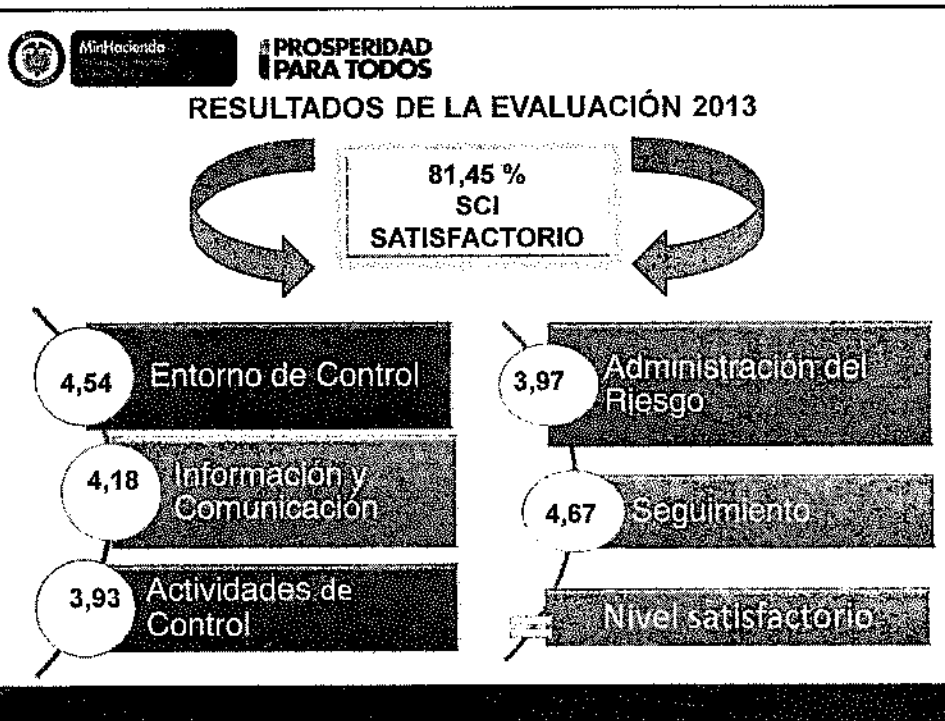 MinHacienda
PROSPERIDAD
PARA TODOS
RESULTADOS DE LA EVALUACIÓN 2013
81,45 %
SCI
SATISFACTORIO
4,54
Entorno de Control
4,18
Información y
Comunicación
3,93
Actividades de
Control
3,97
Administración del
Riesgo
4,67
Seguimiento
Nivel satisfactorio